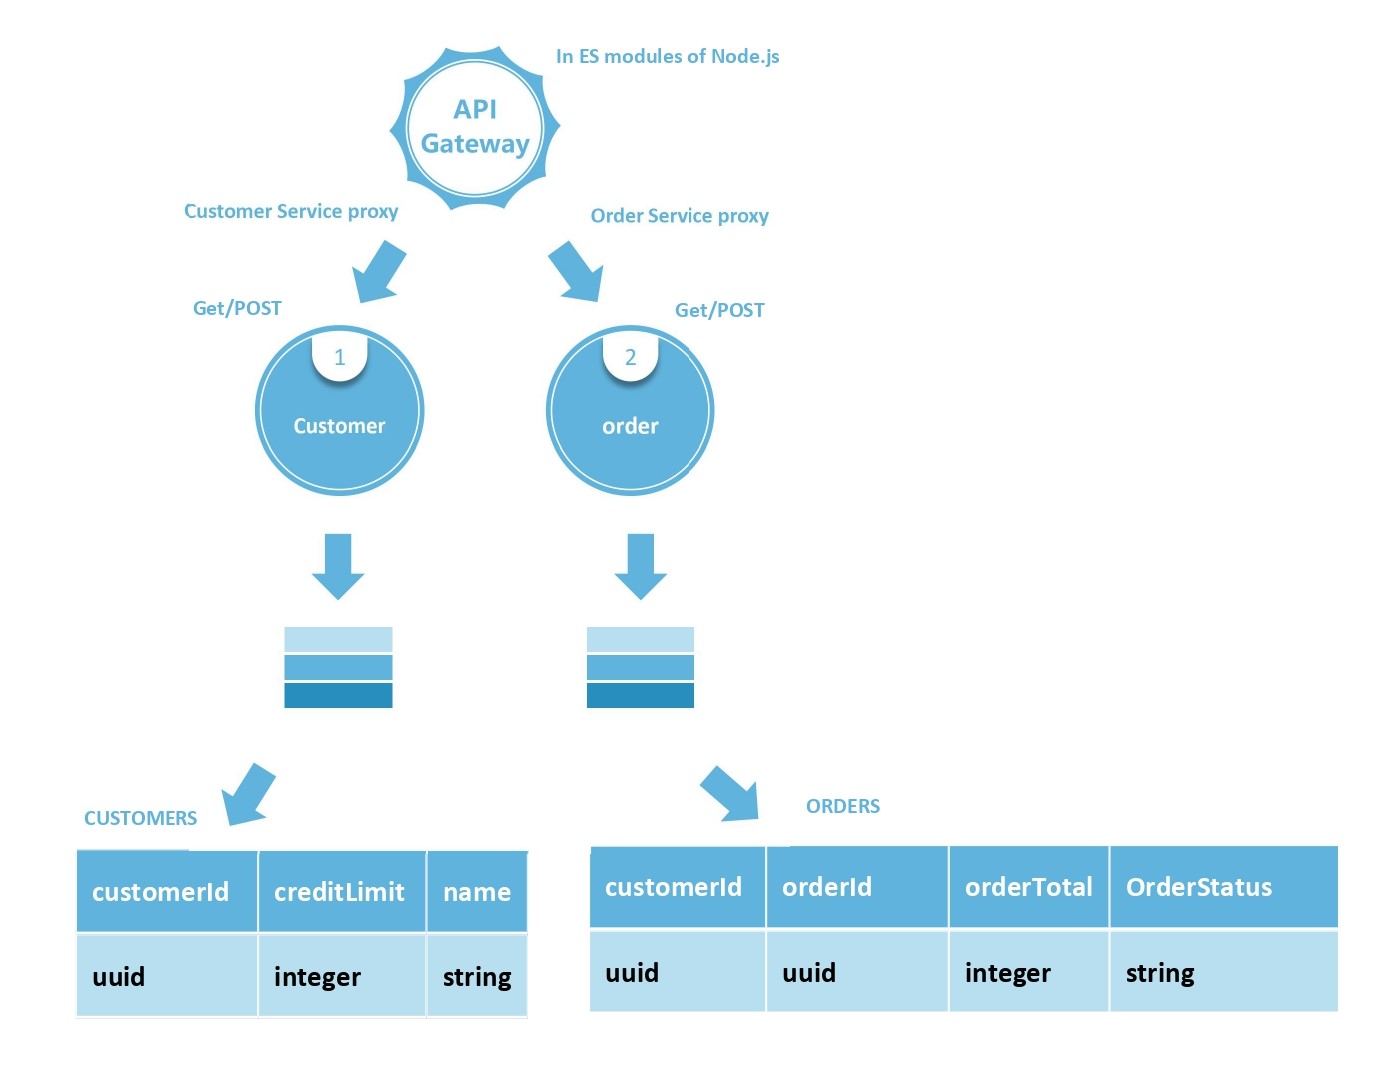 In ES modules of Node.js
API
Gateway
Customer Service proxy
Order Service proxy
Get/POST
Get/POST
1
2
Customer
order
CUSTOMERS
ORDERS
customerId creditLimit name
uuid integer string
customerId orderId orderTotal OrderStatus
uuid uuid integer string